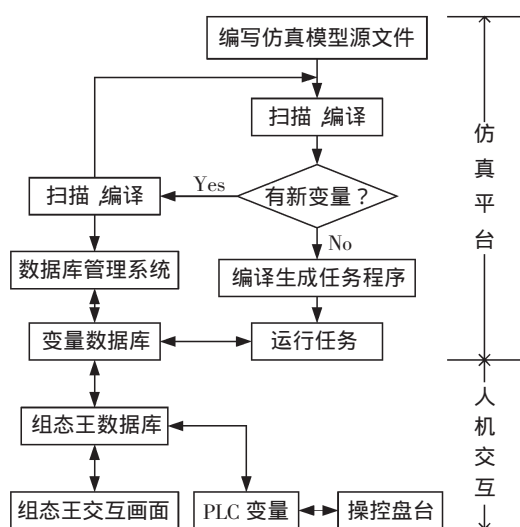 编写仿真模型源文件
扫描,编译
有新变量？
Yes
扫描,编译
No
数据库管理系统
编译生成任务程序
变量数据库
运行任务
组态王数据库
组态王交互画面
PLC 变量
操控盘台
仿真平台
人机交互